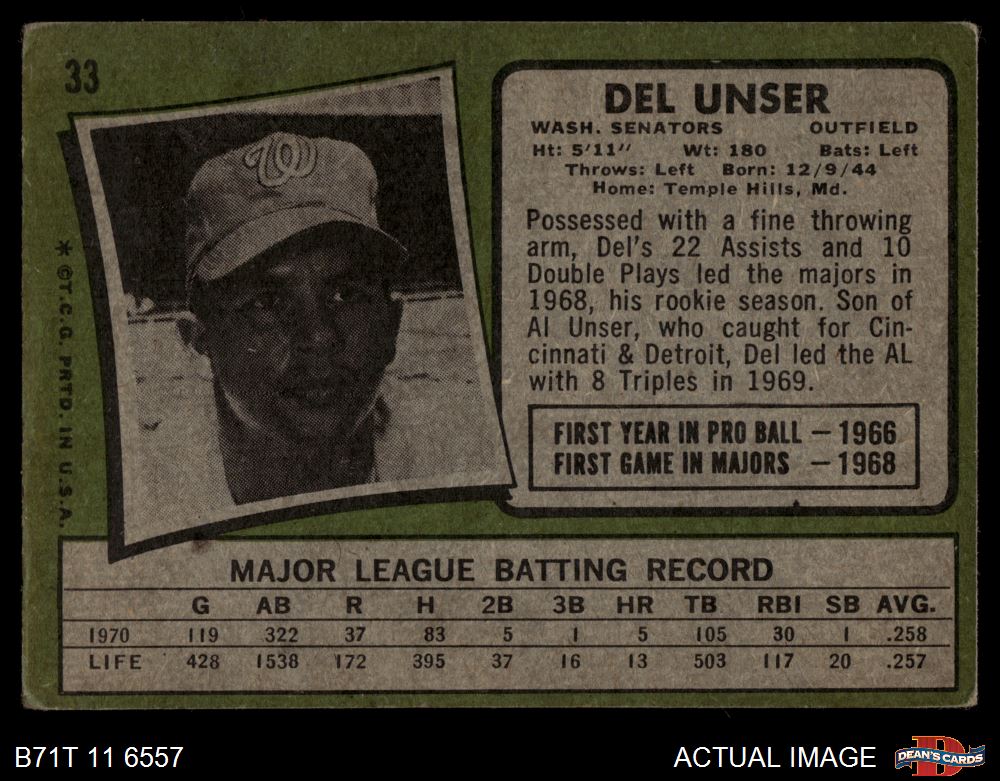 33
W
DEL UNSER
WASH. SENATORS OUTFIELD
Ht: 5'11" Wt: 180 Bats: Left
Throws: Left Born: 12/9/44
Home: Temple Hills, Md.
Possessed with a fine throwing
arm, Del's 22 Assists and 10
Double Plays led the majors in
1968, his rookie season. Son of
Al Unser, who caught for Cin-
cinnati & Detroit, Del led the AL
with 8 Triples in 1969.
FIRST YEAR IN PRO BALL – 1966
FIRST GAME IN MAJORS – 1968
* ©T.C.G. PRTD. IN U.S.A.
MAJOR LEAGUE BATTING RECORD
G AB R H 2B 3B HR TB RBI SB AVG.
1970 119 322 37 83 5 1 5 105 30 1 .258
LIFE 428 1538 172 395 37 16 13 503 117 20 .257
B71T 11 6557
ACTUAL IMAGE
D
DEAN'S CARDS